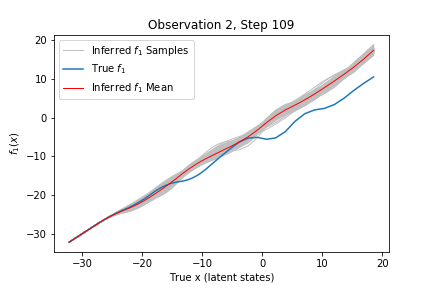 Observation 2, Step 109
Inferred f₁ Samples
True f₁
Inferred f₁ Mean
20
10
0
−10
−20
−30
f₁(x)
−30
−20
−10
0
10
20
True x (latent states)